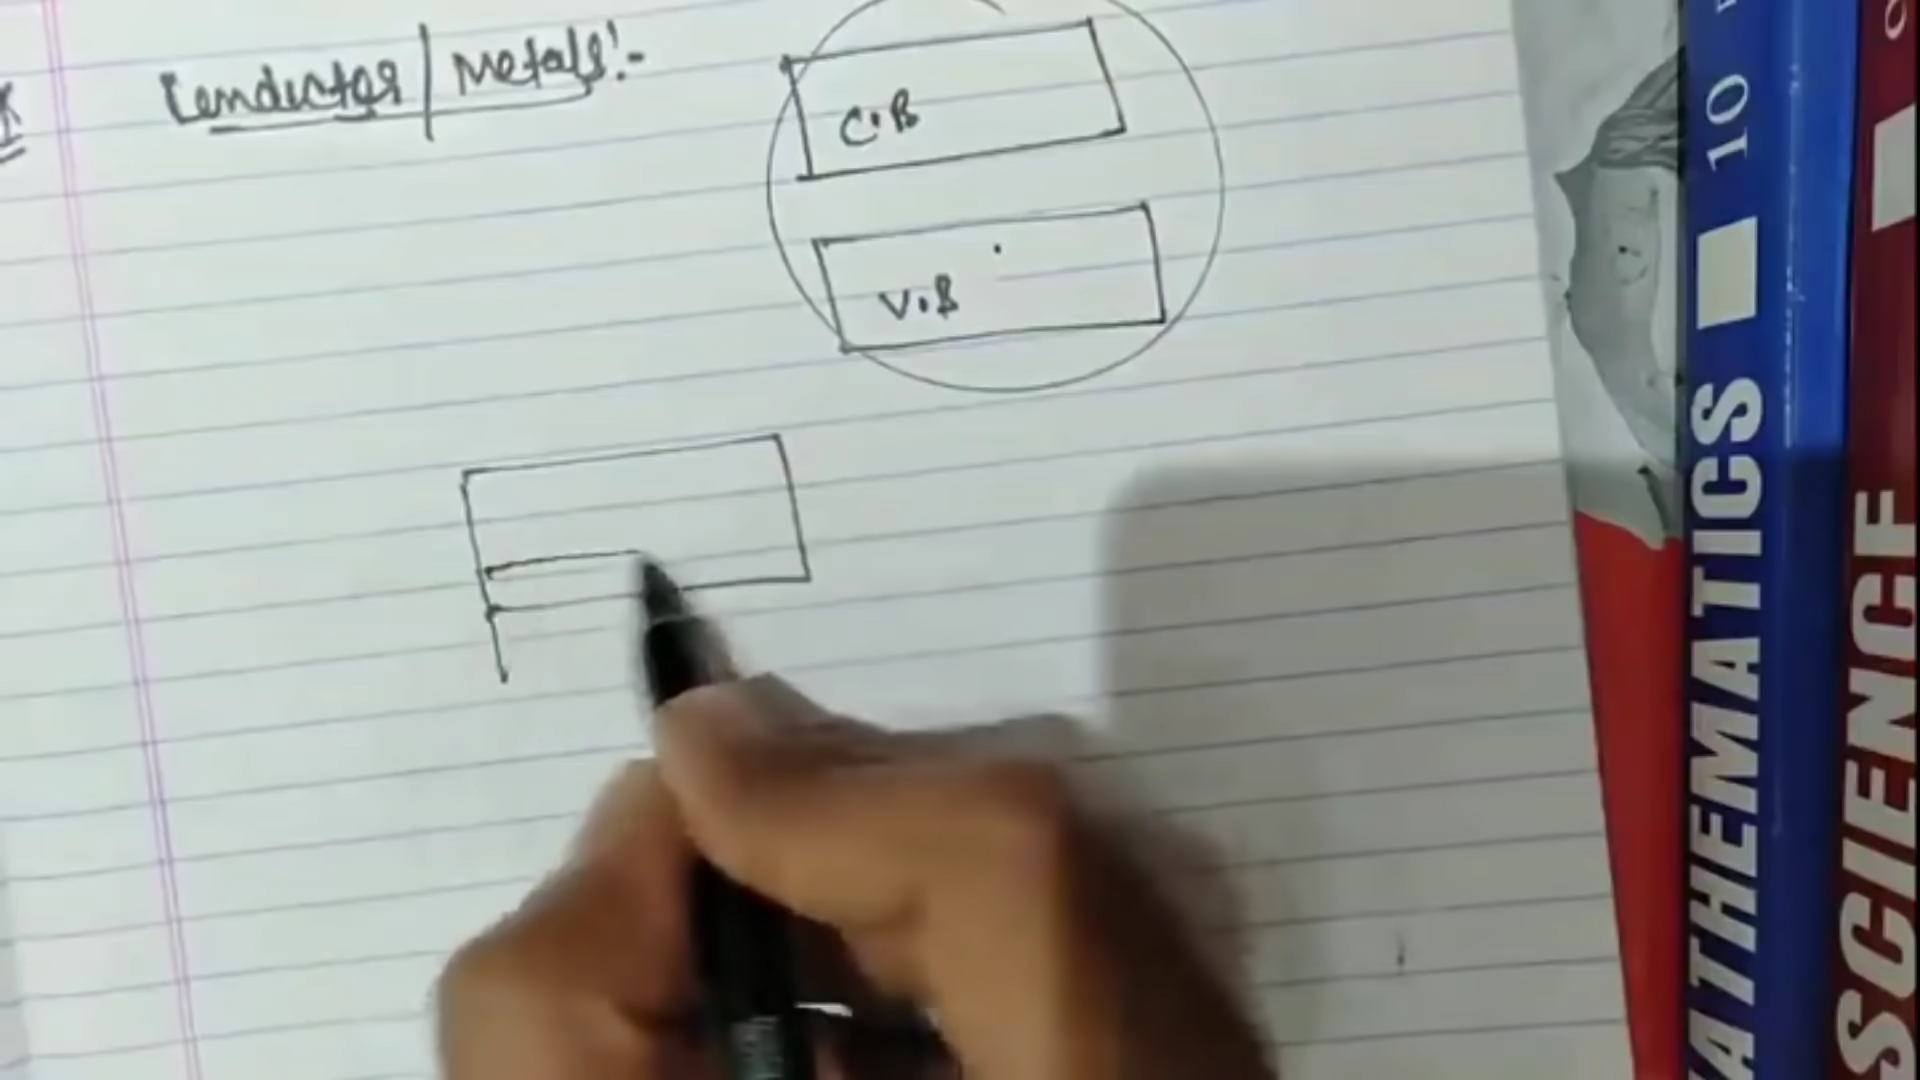 Conductor | Metals:-
C.B
V.B
10
MATHEMATICS
SCIENCE